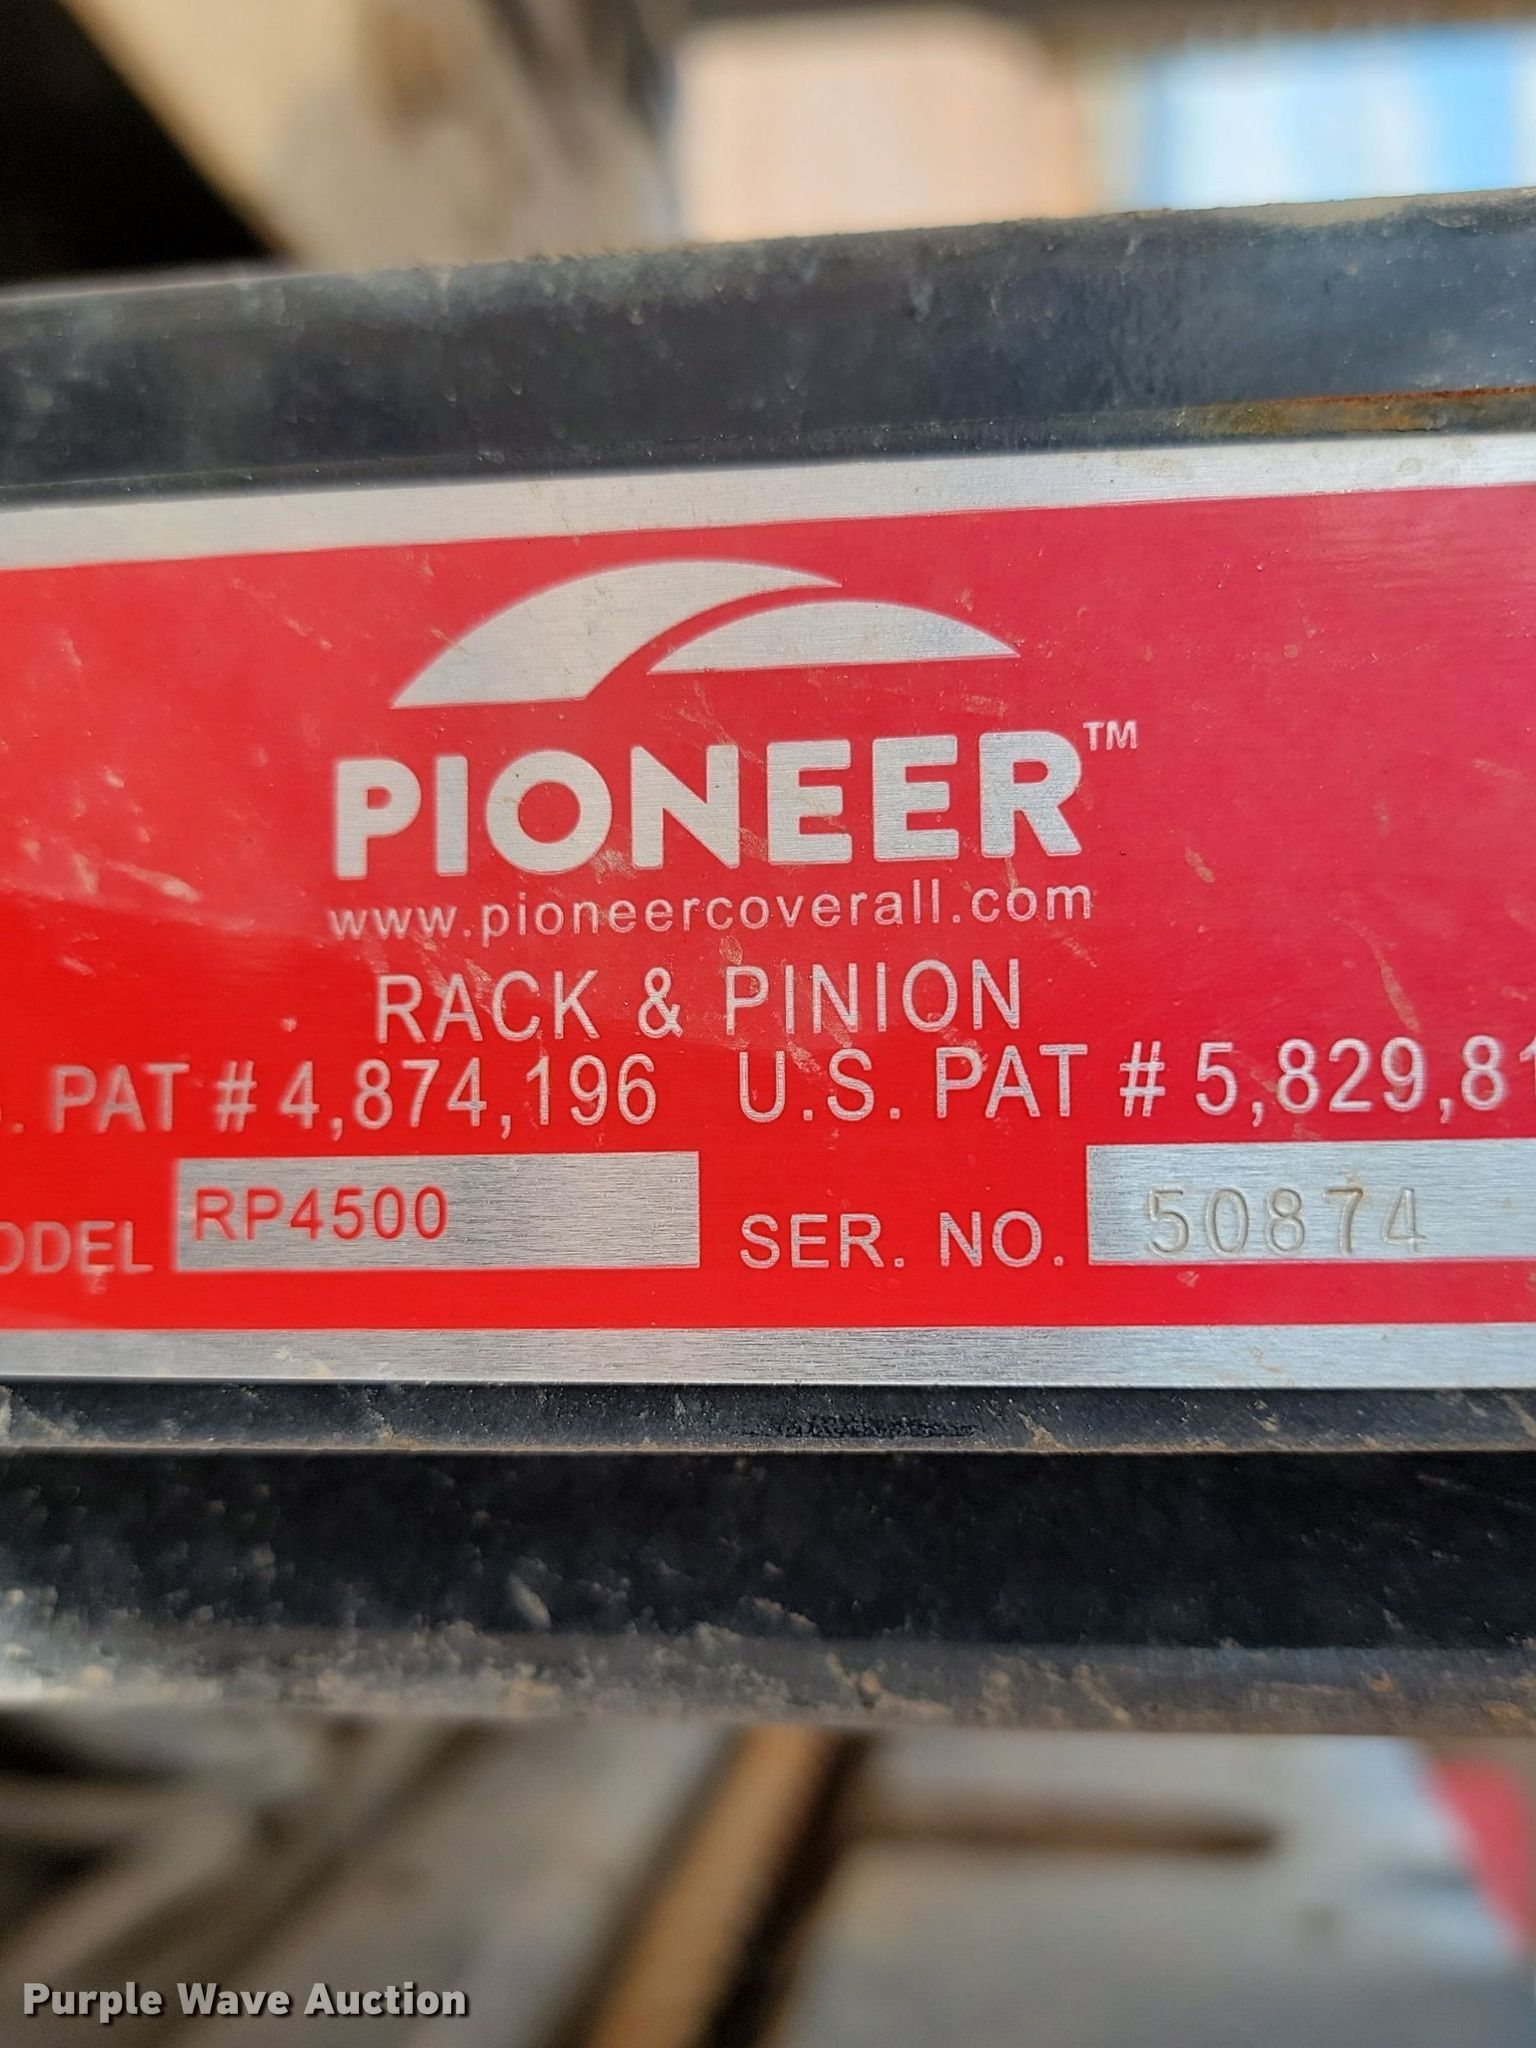 PIONEER™
www.pioneercoverall.com
RACK & PINION
. PAT # 4,874,196 U.S. PAT # 5,829,81
ODEL RP4500 SER. NO. 50874
Purple Wave Auction